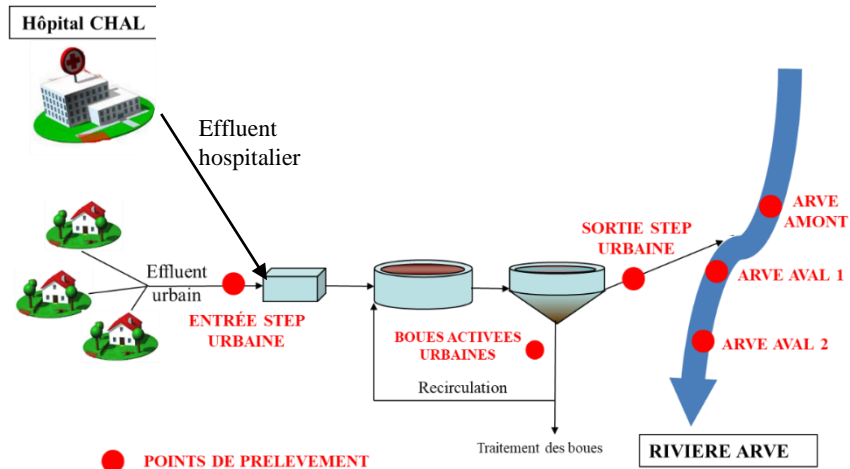 Hôpital CHAL
Effluent
hospitalier
Effluent
urbain
ENTRÉE STEP
URBAINE
BOUES ACTIVEES
URBAINES
Recirculation
Traitement des boues
SORTIE STEP
URBAINE
ARVE
AMONT
ARVE AVAL 1
ARVE AVAL 2
RIVIERE ARVE
POINTS DE PRELEVEMENT